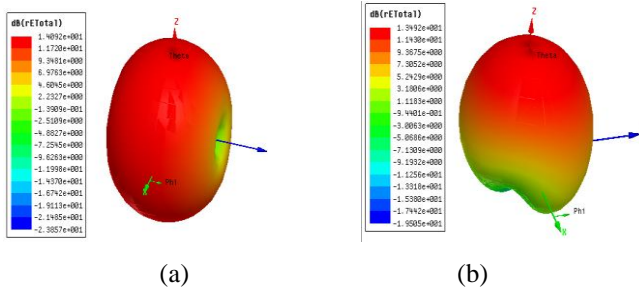 dB(rETotal)
1.4092e+001
1.1720e+001
9.3481e+000
6.9763e+000
4.6045e+000
2.2327e+000
-1.3909e-001
-2.5109e+000
-4.8827e+000
-7.2545e+000
-9.6263e+000
-1.1998e+001
-1.4370e+001
-1.6742e+001
-1.9113e+001
-2.1485e+001
-2.3857e+001
Z
Theta
Phi
X
(a)
dB(rETotal)
1.3492e+001
1.1430e+001
9.3675e+000
7.3052e+000
5.2429e+000
3.1806e+000
1.1183e+000
-9.4401e-001
-3.0063e+000
-5.0686e+000
-7.1309e+000
-9.1932e+000
-1.1256e+001
-1.3318e+001
-1.5380e+001
-1.7442e+001
-1.9505e+001
Z
Theta
Phi
X
(b)